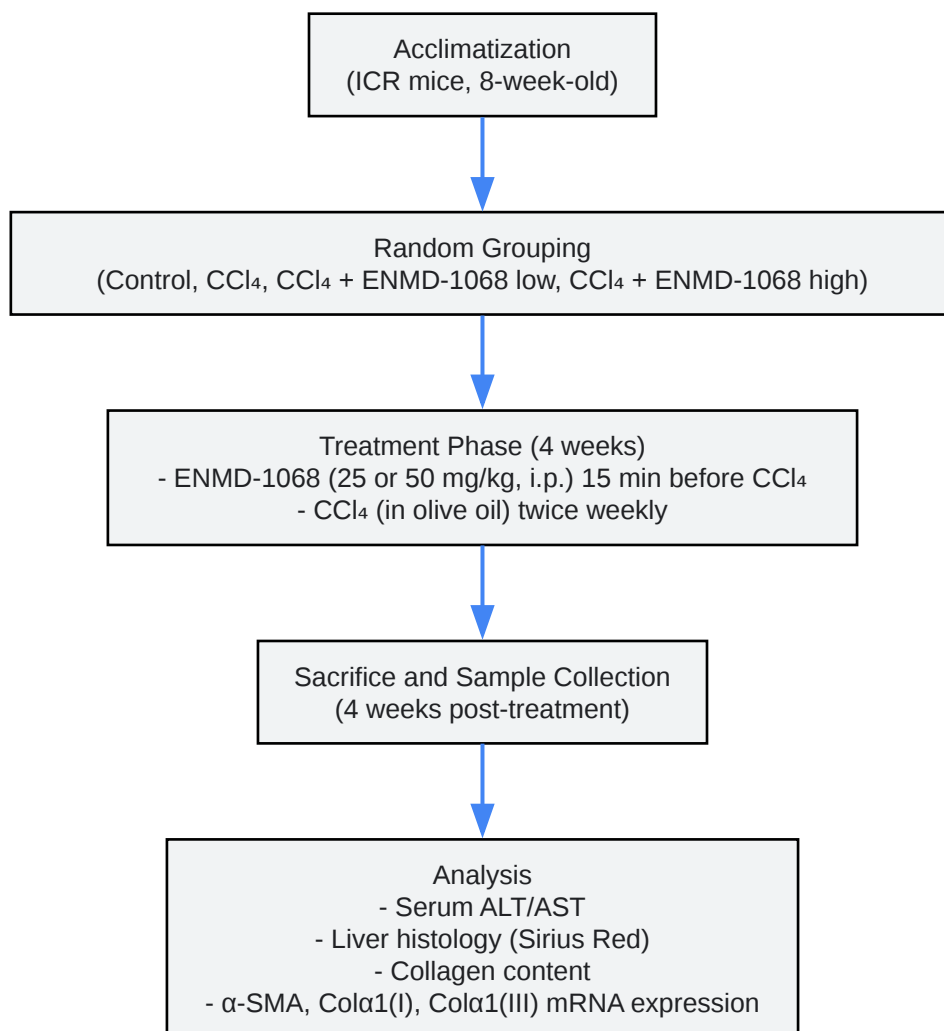 Acclimatization
(ICR mice, 8-week-old)
Random Grouping
(Control, CCl₄, CCl₄ + ENMD-1068 low, CCl₄ + ENMD-1068 high)
Treatment Phase (4 weeks)
- ENMD-1068 (25 or 50 mg/kg, i.p.) 15 min before CCl₄
- CCl₄ (in olive oil) twice weekly
Sacrifice and Sample Collection
(4 weeks post-treatment)
Analysis
- Serum ALT/AST
- Liver histology (Sirius Red)
- Collagen content
- α-SMA, Colα1(I), Colα1(III) mRNA expression